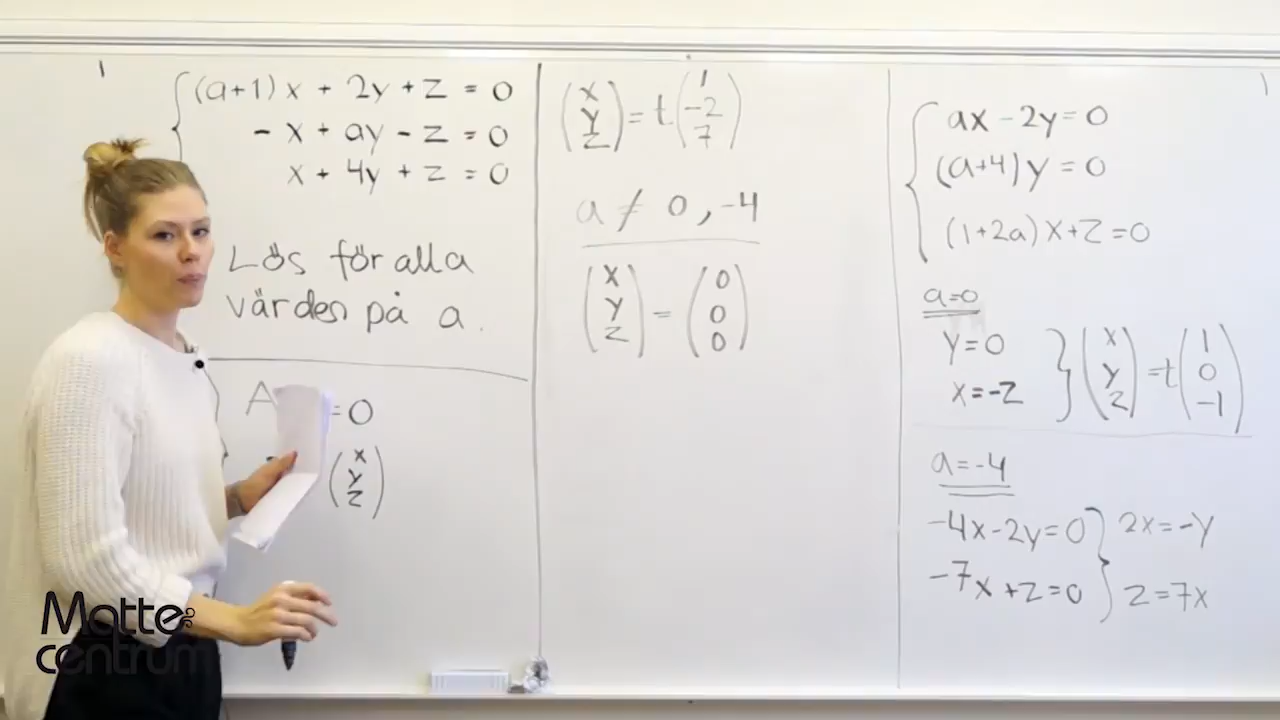 (a+1)x + 2y + z = 0
- x + ay - z = 0
x + 4y + z = 0
Lös för alla
värden på a.
A =0
(x y z)
(x y z) = t.(1 -2 7)
a ≠ 0, -4
(x y z) = (0 0 0)
ax - 2y = 0
(a+4)y = 0
(1+2a)x+z=0
a=0
y=0
x=-z
} (x y z) = t (1 0 -1)
a=-4
-4x-2y=0 } 2x=-y
-7x+z=0 z=7x
Matte
centrum